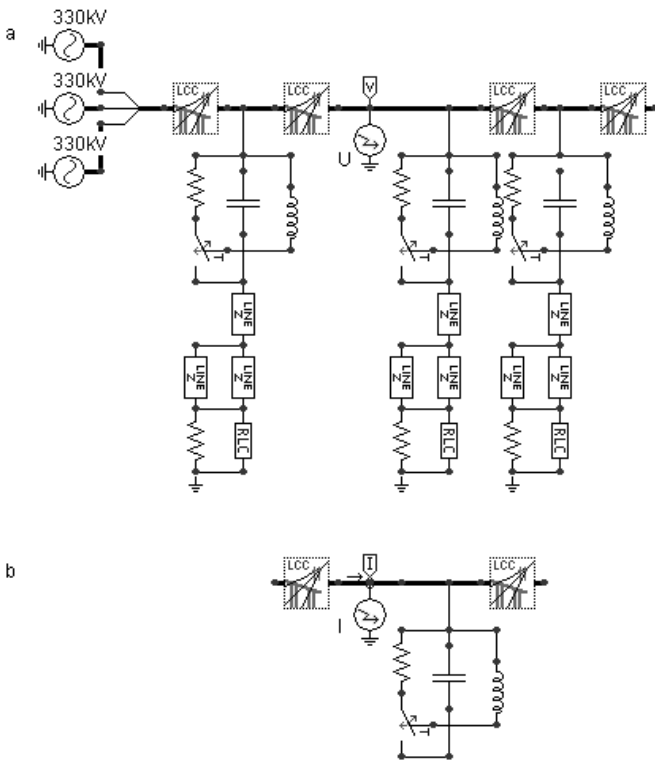 330kV
a
330kV
LCC LCC V LCC LCC
330kV
U
T T T
LINE Z LINE Z LINE Z
LINE Z LINE Z LINE Z LINE Z LINE Z LINE Z
RLC RLC RLC
b
LCC I LCC
I
T